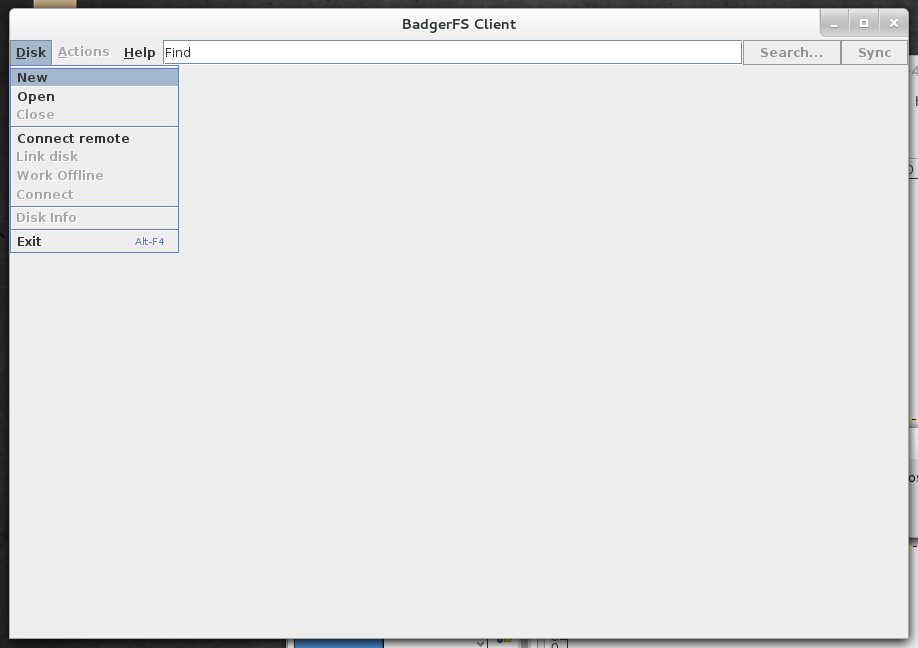 BadgerFS Client
Disk Actions Help Find Search... Sync
New
Open
Close
Connect remote
Link disk
Work Offline
Connect
Disk Info
Exit Alt-F4